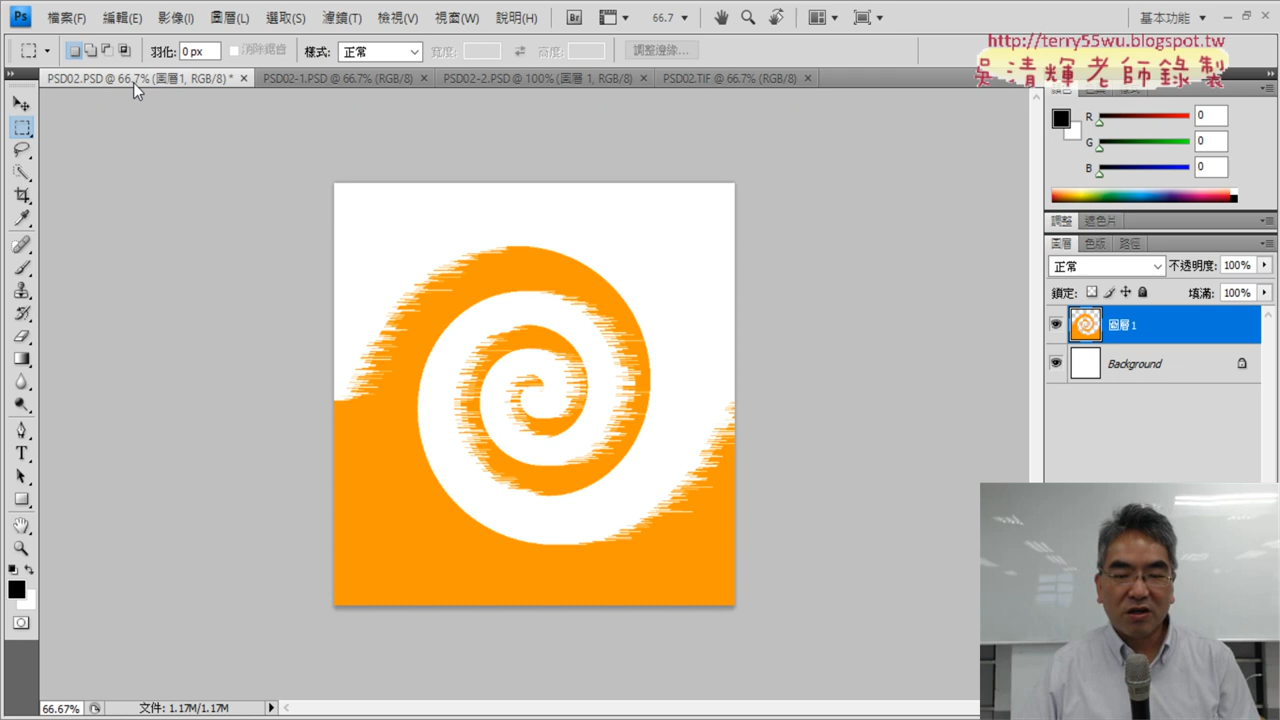 Ps 檔案(F) 編輯(E) 影像(I) 圖層(L) 選取(S) 濾鏡(T) 檢視(V) 視窗(W) 說明(H) Br 66.7 基本功能
羽化: 0 px 消除鋸齒 樣式: 正常 寬度: 高度: 調整邊緣...
http://terry55wu.blogspot.tw
吳清輝老師錄製
PSD02.PSD @ 66.7% (圖層 1, RGB/8) * PSD02-1.PSD @ 66.7% (RGB/8) PSD02-2.PSD @ 100% (圖層 1, RGB/8) PSD02.TIF @ 66.7% (RGB/8)
R 0
G 0
B 0
調整 遮色片
圖層 色版 路徑
正常 不透明度: 100%
鎖定: 填滿: 100%
圖層 1
Background
66.67% 文件: 1.17M/1.17M